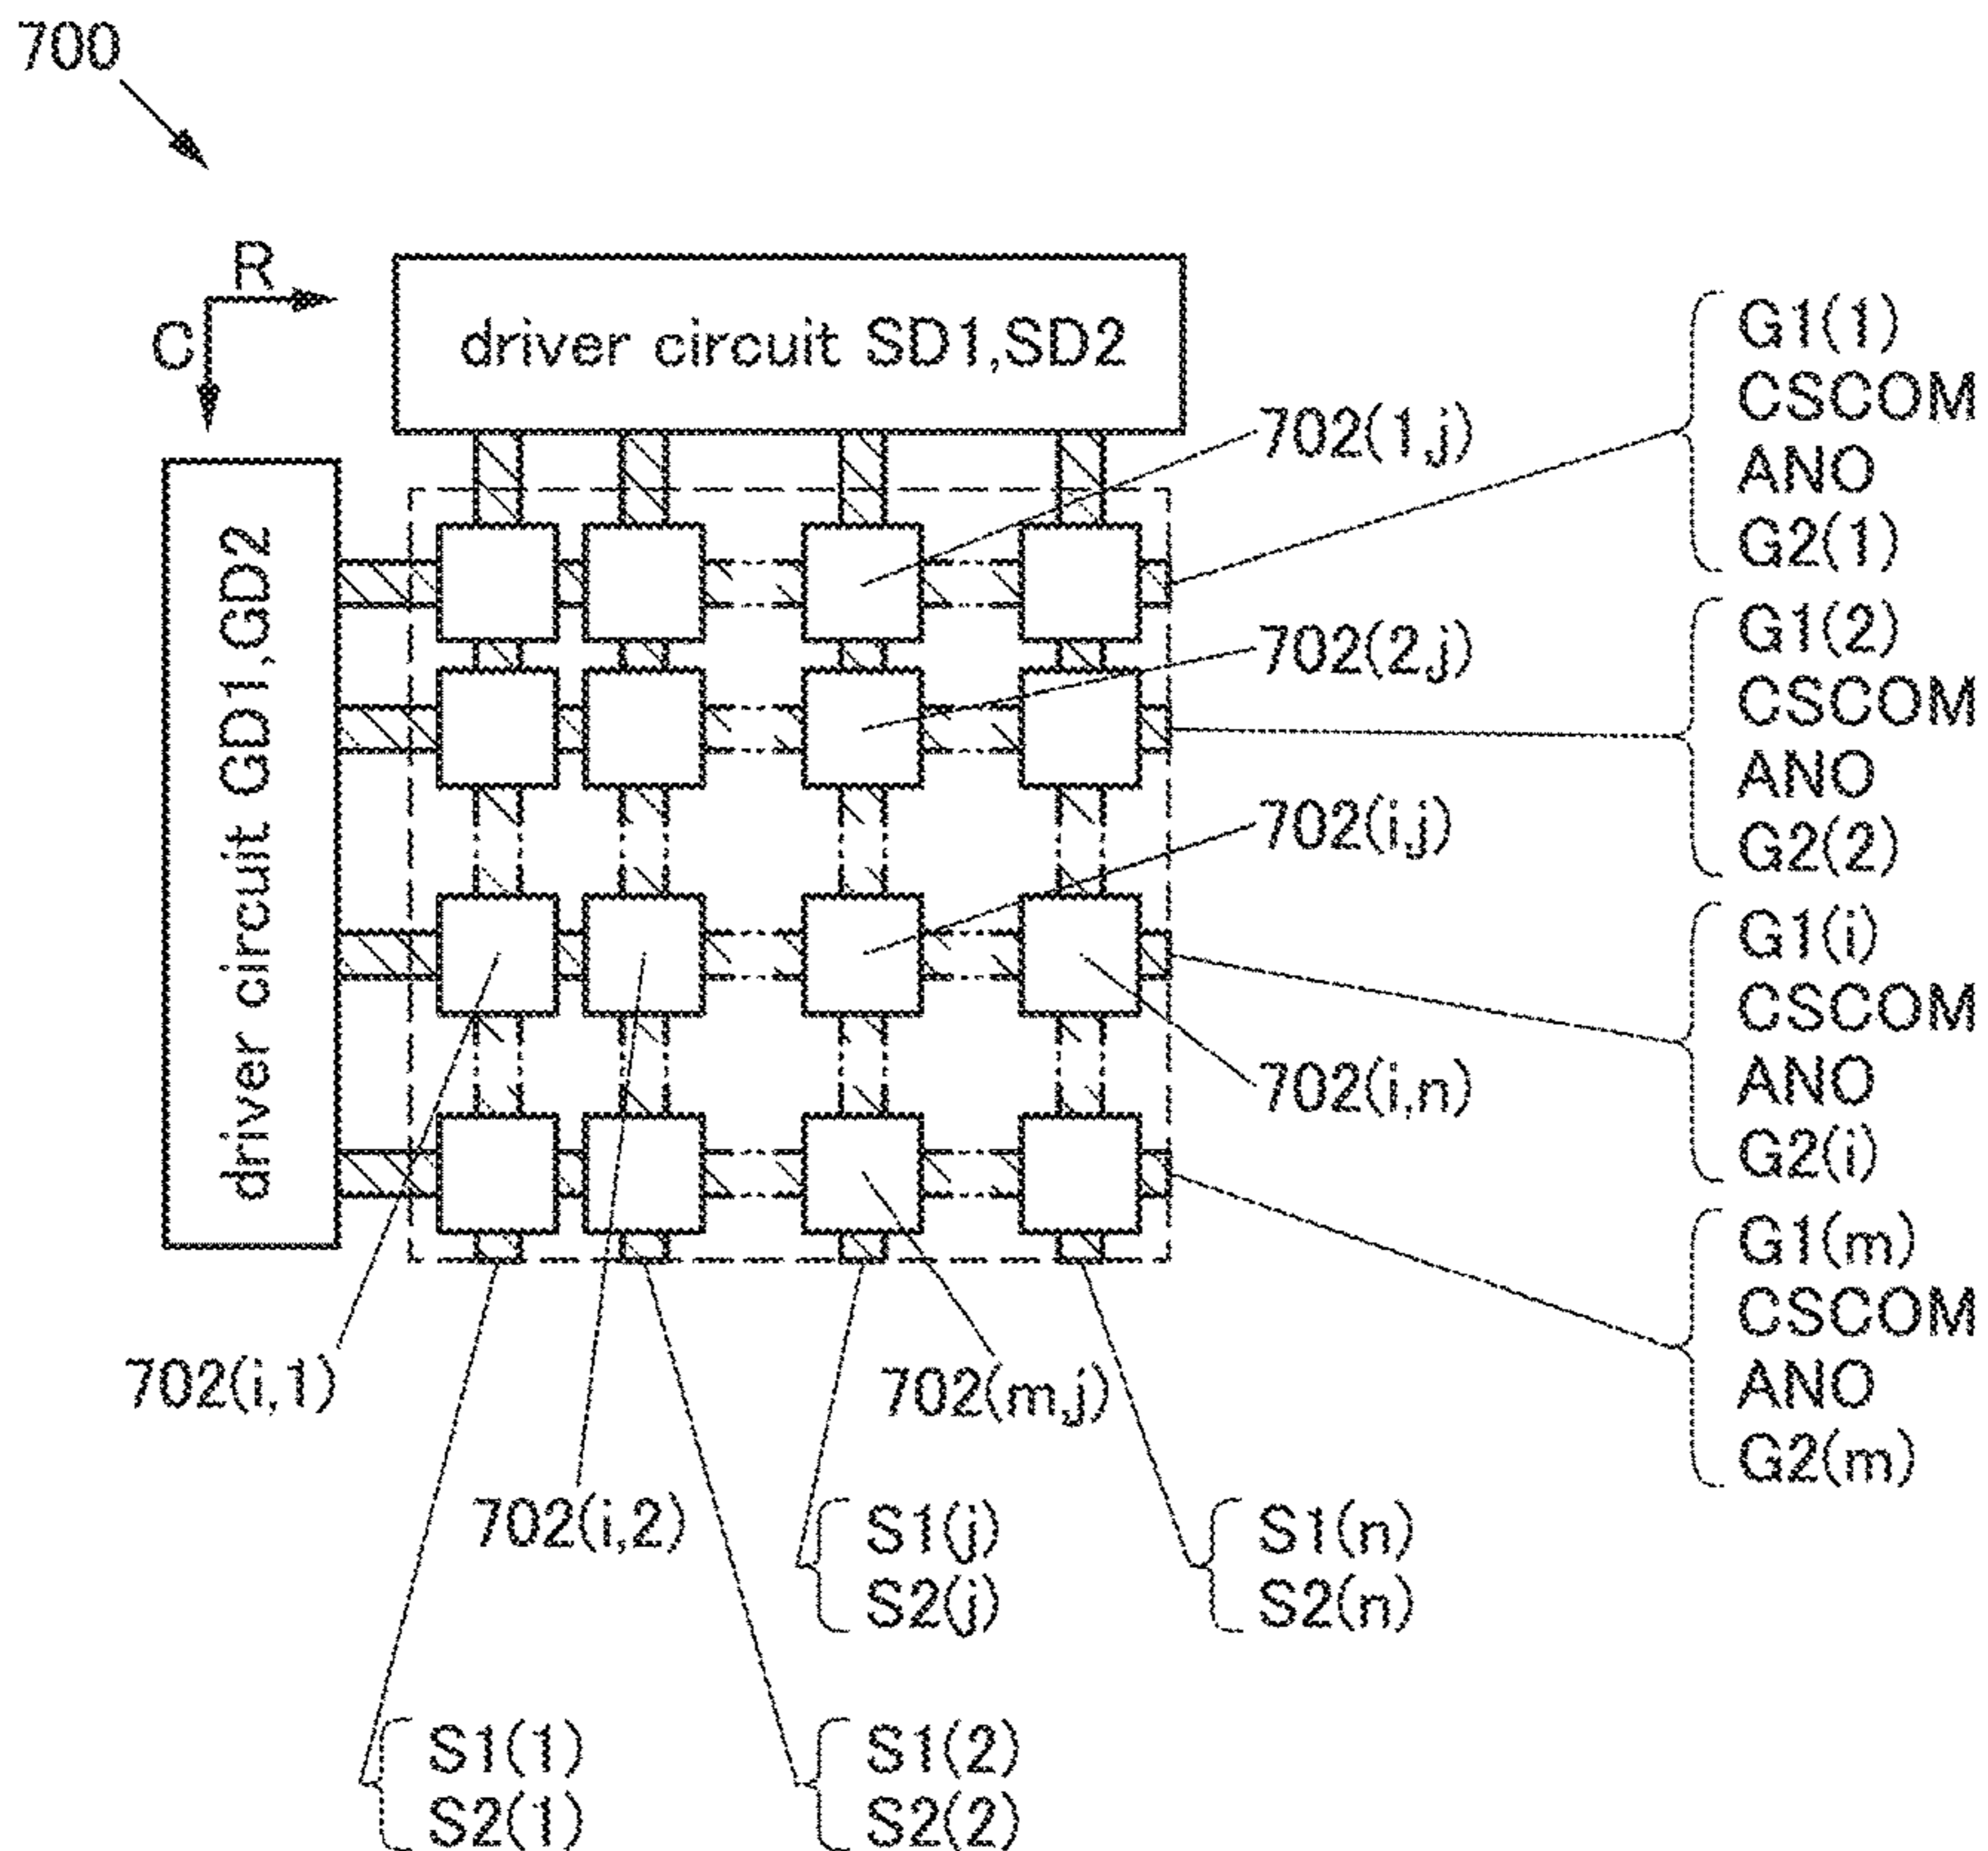 700
R
C
driver circuit SD1,SD2
driver circuit GD1,GD2
702(1,j)
702(2,j)
702(i,j)
702(i,n)
G1(1)
CSCOM
ANO
G2(1)
G1(2)
CSCOM
ANO
G2(2)
G1(i)
CSCOM
ANO
G2(i)
G1(m)
CSCOM
ANO
G2(m)
702(i,1)
702(i,2)
702(m,j)
S1(j)
S2(j)
S1(n)
S2(n)
S1(1)
S2(1)
S1(2)
S2(2)